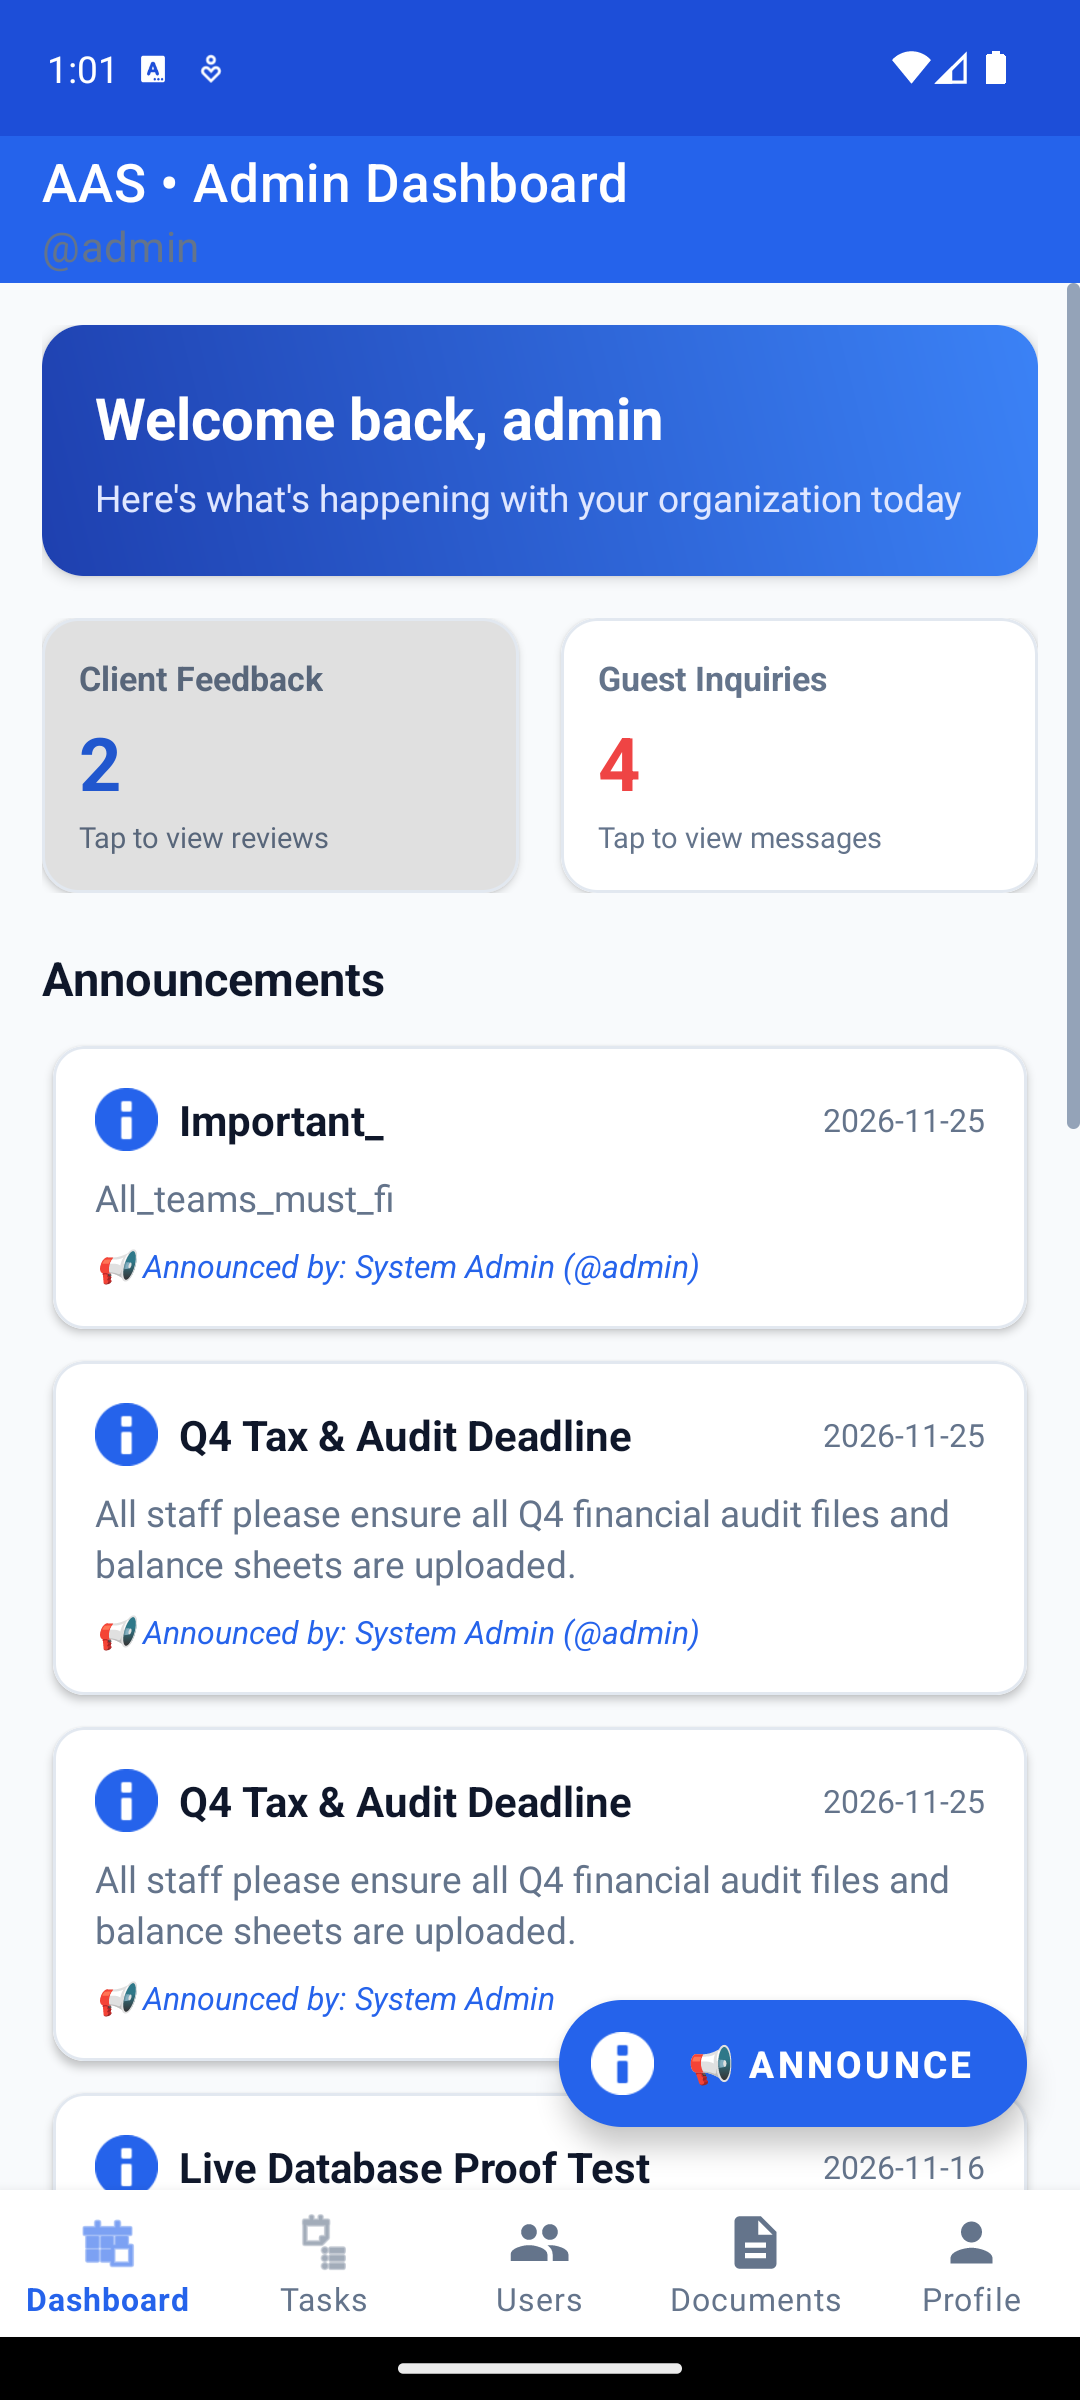 1:01
AAS • Admin Dashboard
@admin
Welcome back, admin
Here's what's happening with your organization today
Client Feedback
2
Tap to view reviews
Guest Inquiries
4
Tap to view messages
Announcements
Important_
2026-11-25
All_teams_must_fi
📢 Announced by: System Admin (@admin)
Q4 Tax & Audit Deadline
2026-11-25
All staff please ensure all Q4 financial audit files and
balance sheets are uploaded.
📢 Announced by: System Admin (@admin)
Q4 Tax & Audit Deadline
2026-11-25
All staff please ensure all Q4 financial audit files and
balance sheets are uploaded.
📢 Announced by: System Admin
📢 ANNOUNCE
Live Database Proof Test
2026-11-16
Dashboard
Tasks
Users
Documents
Profile